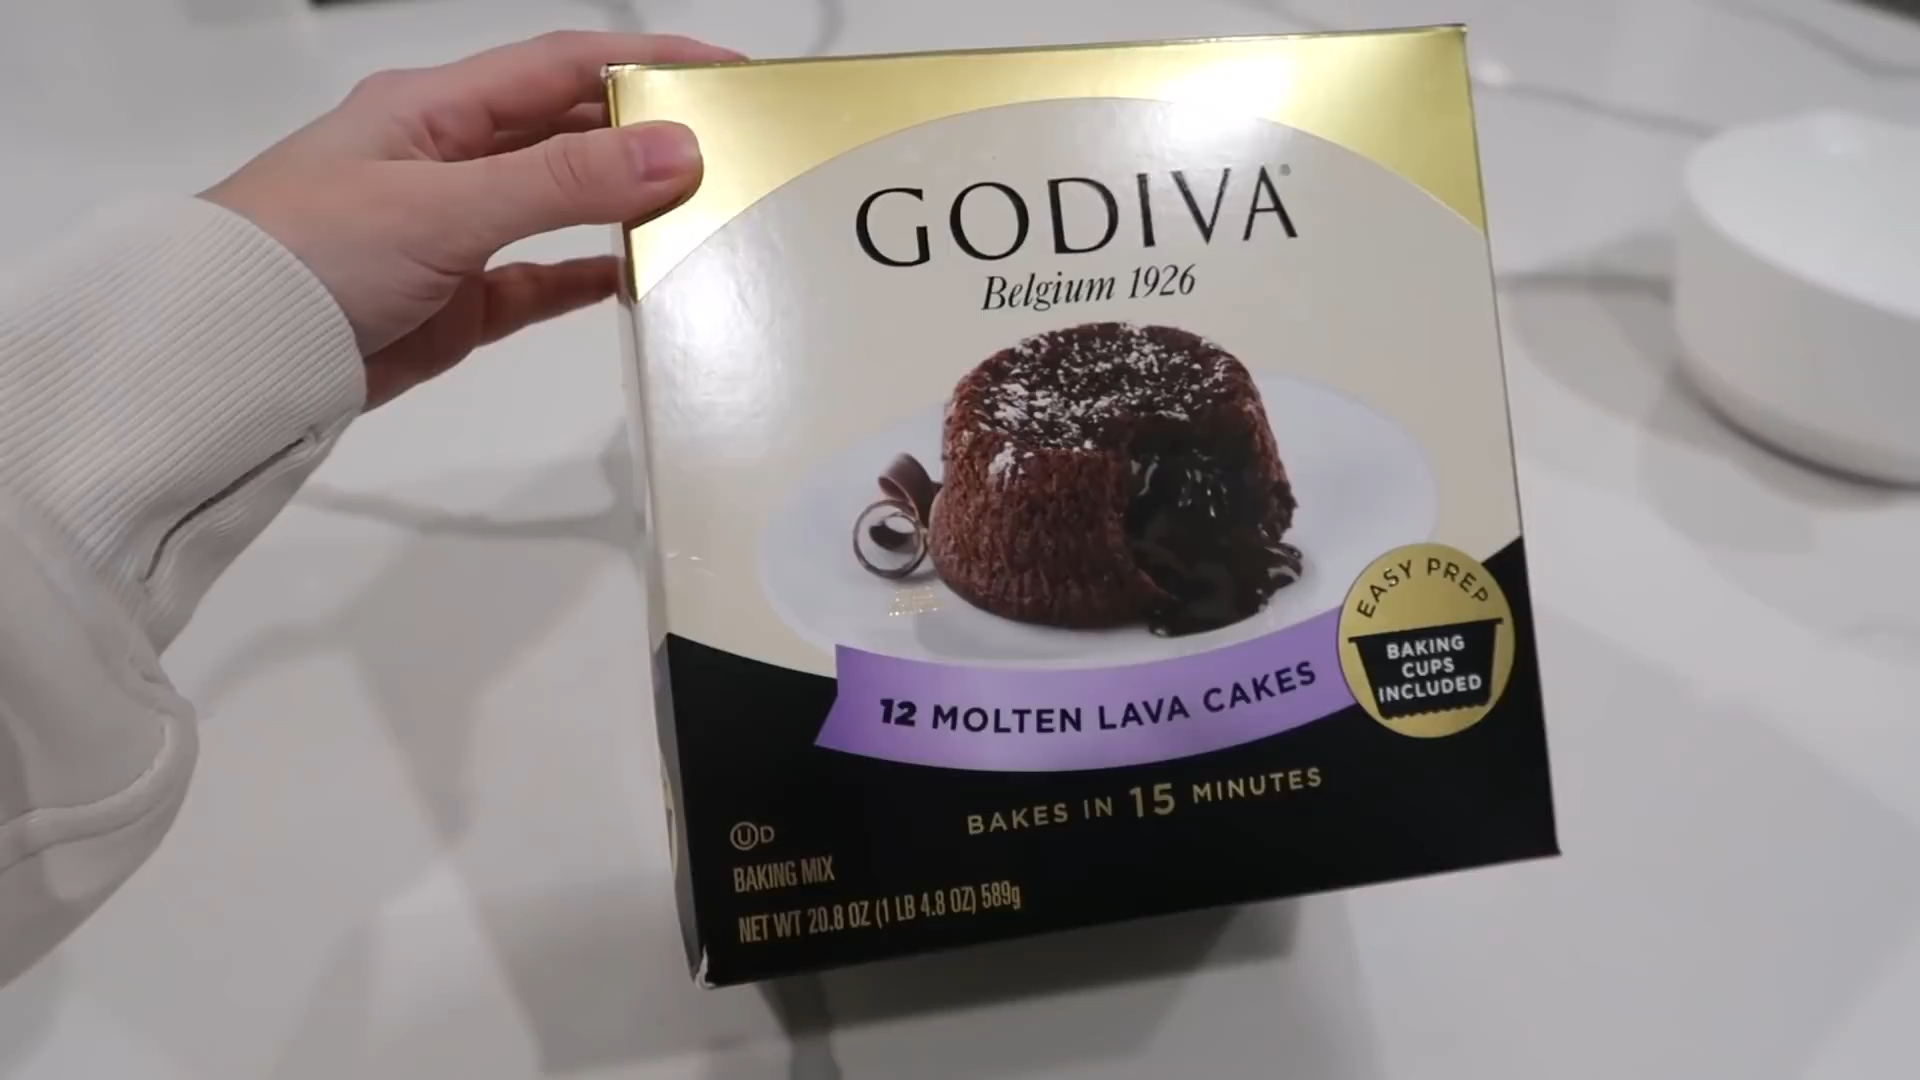 GODIVA®
Belgium 1926
EASY PREP
BAKING
CUPS
INCLUDED
12 MOLTEN LAVA CAKES
BAKES IN 15 MINUTES
UD
BAKING MIX
NET WT 20.8 OZ (1 LB 4.8 OZ) 589g